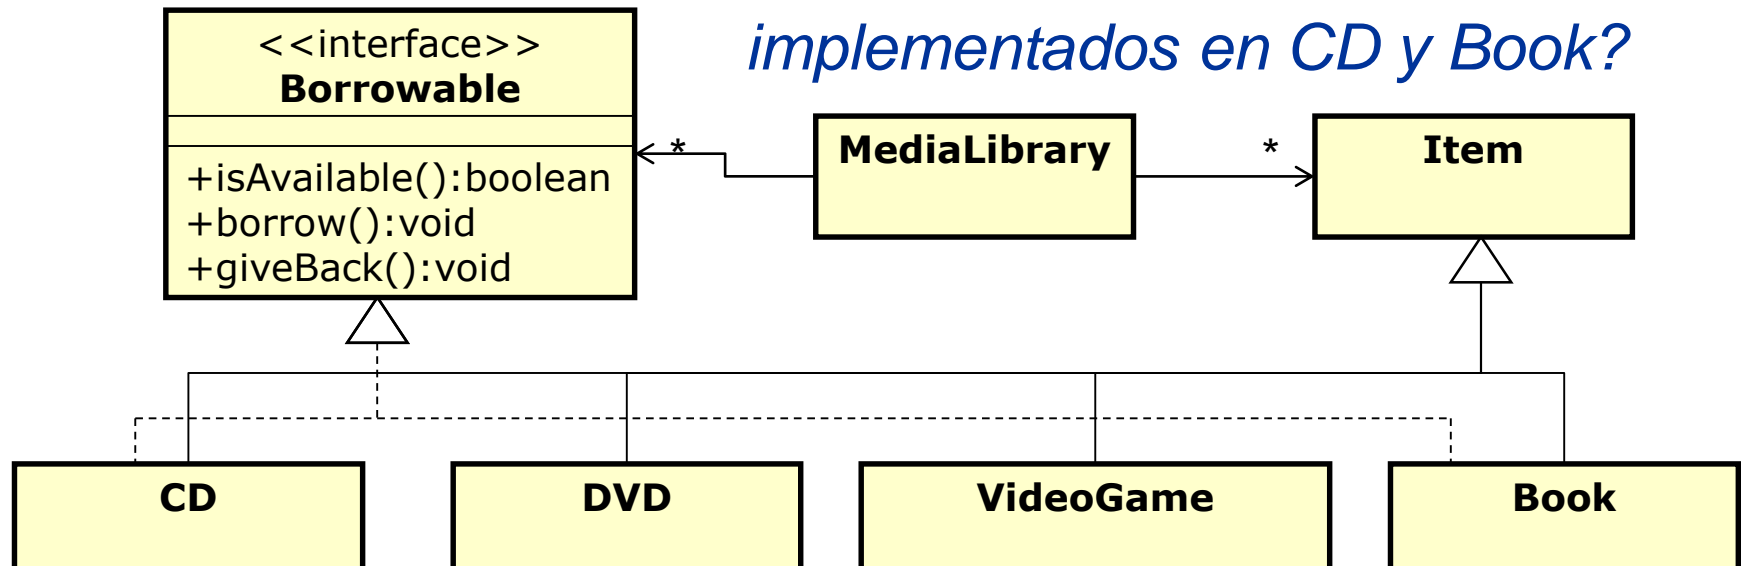 implementados en CD y Book?
<<interface>>
Borrowable
+isAvailable():boolean
+borrow():void
+giveBack():void
*
MediaLibrary
*
Item
CD
DVD
VideoGame
Book